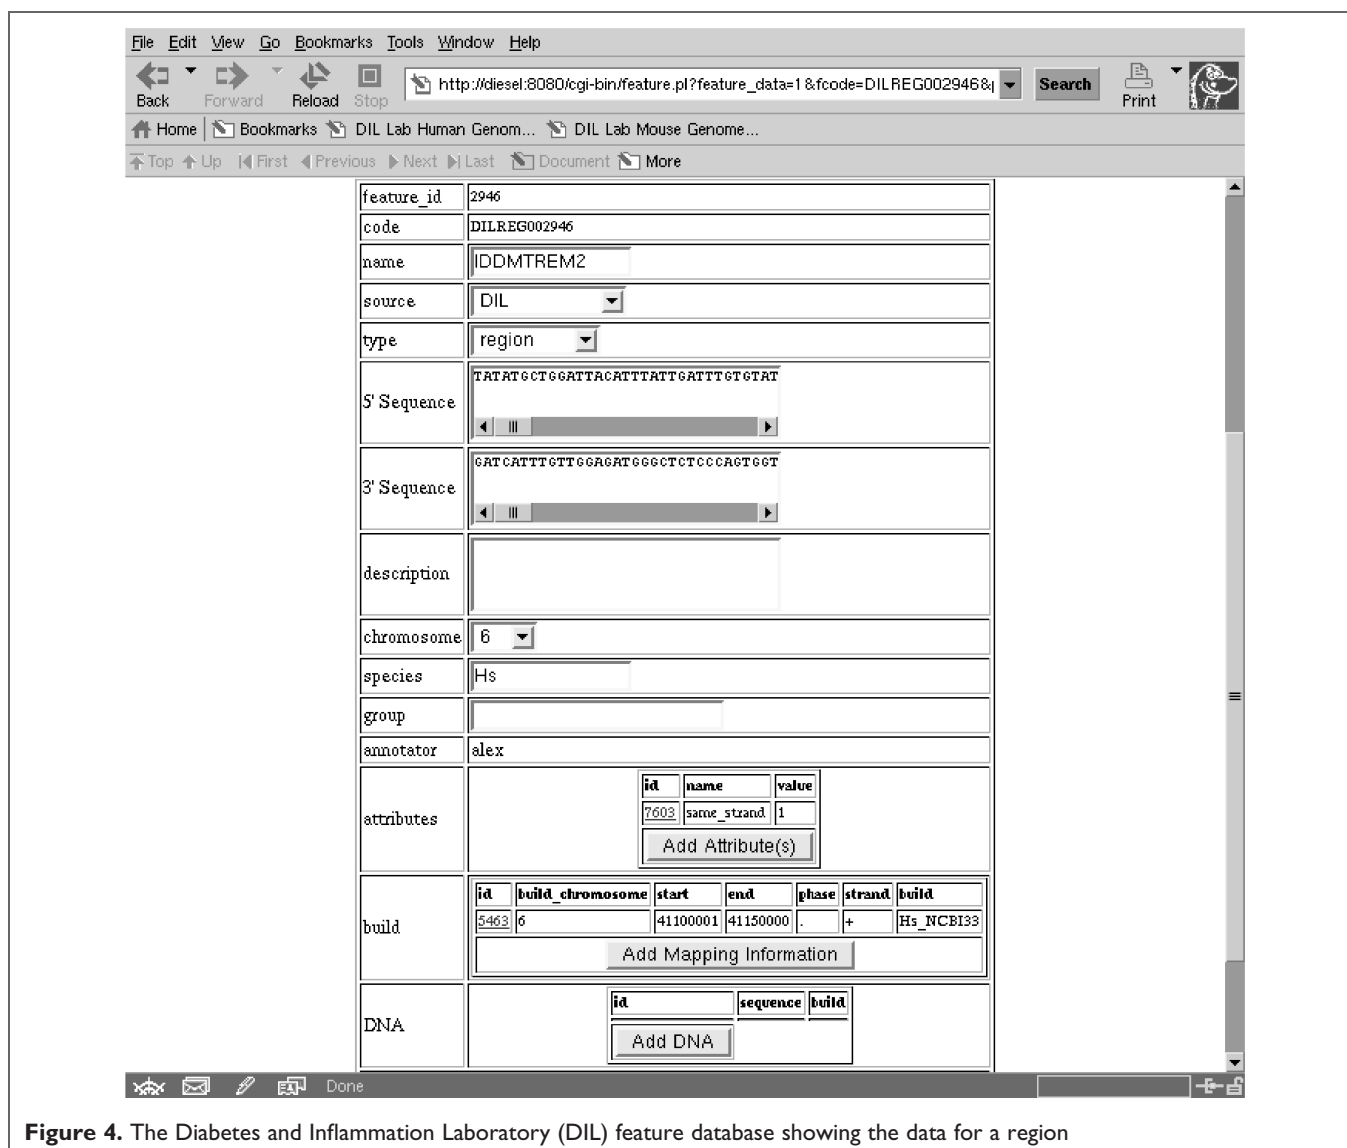 File Edit View Go Bookmarks Tools Window Help
Back Forward Reload Stop http://diesel:8080/cgi-bin/feature.pl?feature_data=1&fcode=DILREG002946& Search Print
Home Bookmarks DIL Lab Human Genom... DIL Lab Mouse Genome...
Top Up First Previous Next Last Document More
feature_id 2946
code DILREG002946
name IDDMTREM2
source DIL
type region
5' Sequence TATATGCTGGATTACATTTATTGATTTGTGTAT
3' Sequence GATCATTTGTTGGAGATGGGCTCTCCCAGTGGT
description
chromosome 6
species Hs
group
annotator alex
attributes
id name value
7603 same_strand 1
Add Attribute(s)
build
id build_chromosome start end phase strand build
5463 6 41100001 41150000 . + Hs_NCBI33
Add Mapping Information
DNA
id sequence build
Add DNA
Done
Figure 4. The Diabetes and Inflammation Laboratory (DIL) feature database showing the data for a region